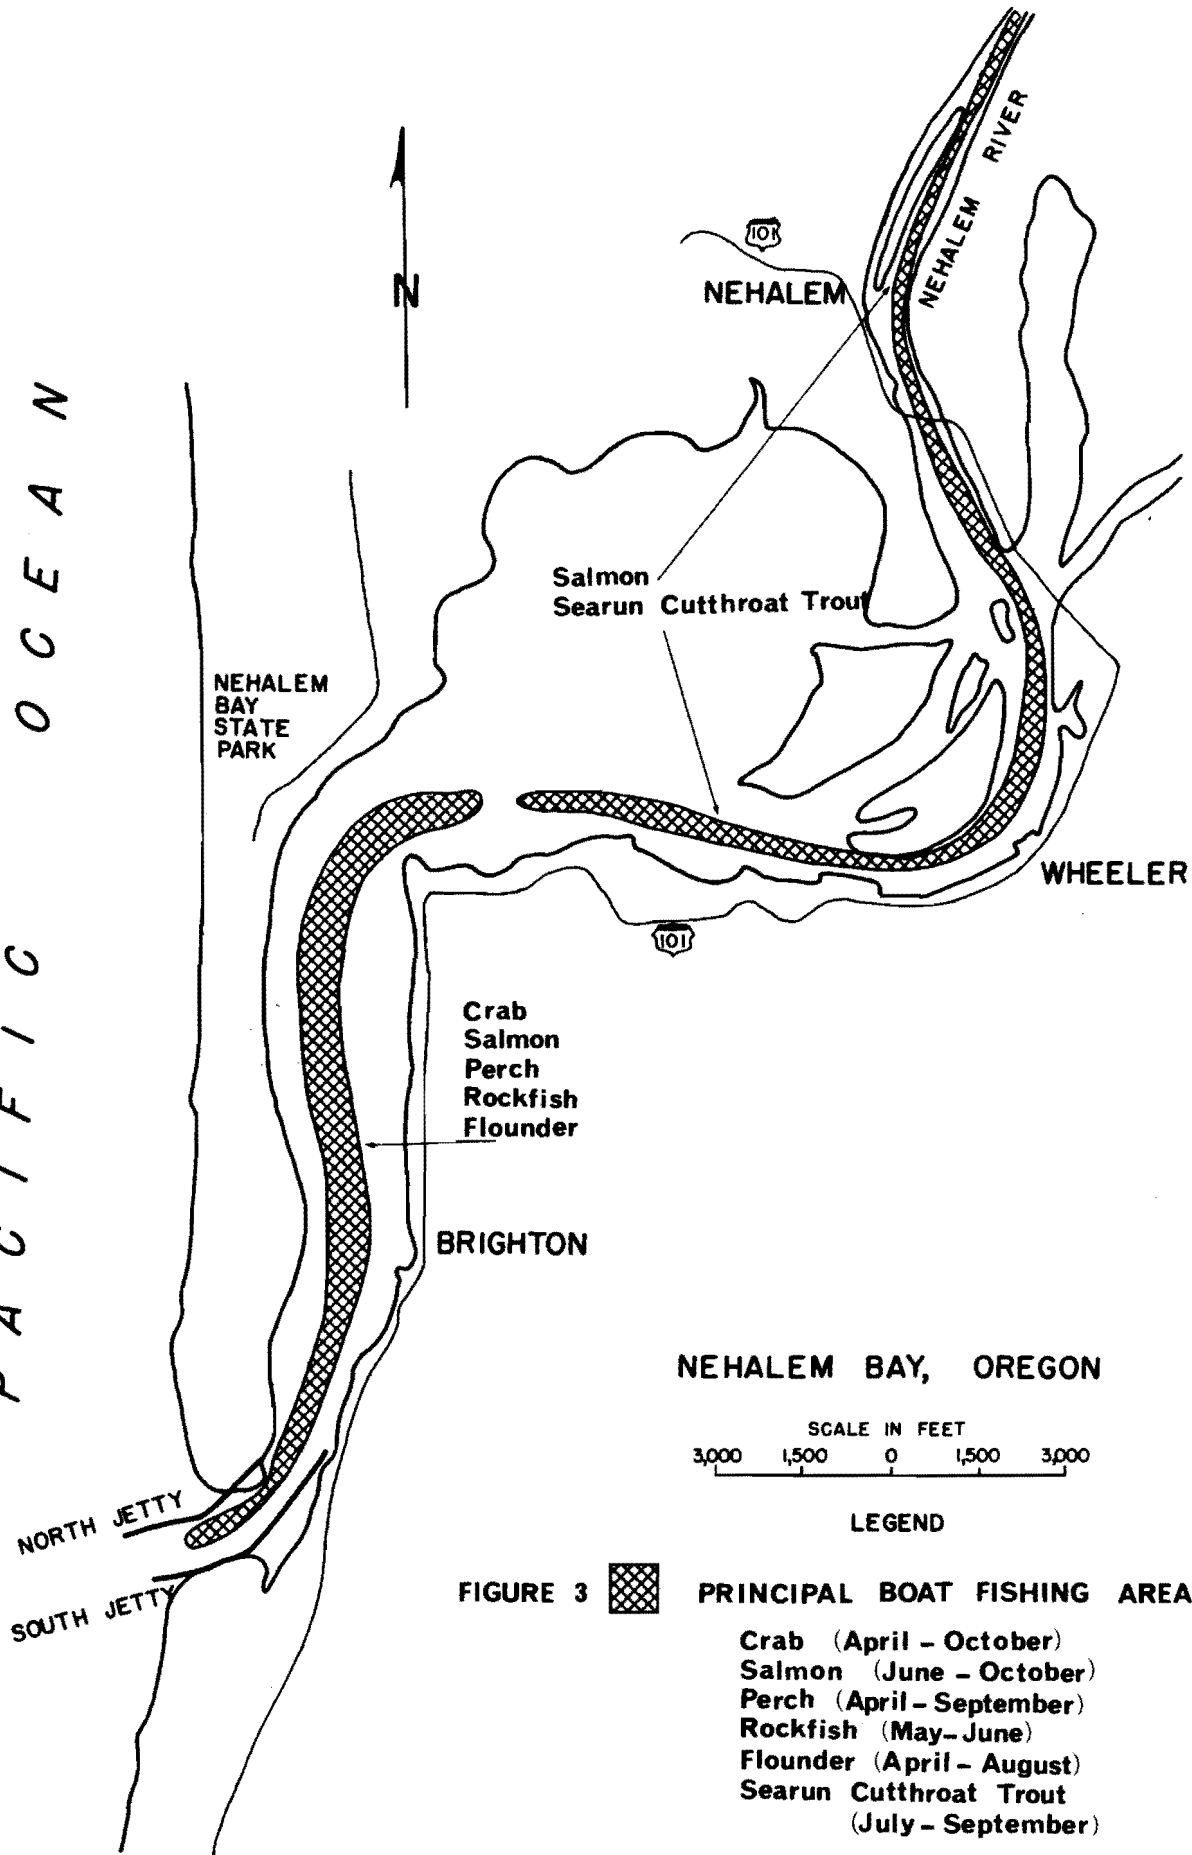 NEHALEM RIVER
101
NEHALEM
N
PACIFIC OCEAN
Salmon
Searun Cutthroat Trout
NEHALEM
BAY
STATE
PARK
WHEELER
101
Crab
Salmon
Perch
Rockfish
Flounder
BRIGHTON
NEHALEM BAY, OREGON
SCALE IN FEET
3,000 1,500 0 1,500 3,000
NORTH JETTY
SOUTH JETTY
LEGEND
FIGURE 3 PRINCIPAL BOAT FISHING AREA
Crab (April - October)
Salmon (June - October)
Perch (April - September)
Rockfish (May - June)
Flounder (April - August)
Searun Cutthroat Trout
(July - September)